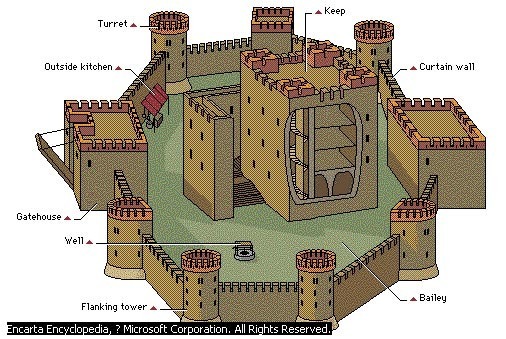 Keep
Turret
Outside kitchen
Curtain wall
Gatehouse
Well
Bailey
Flanking tower
Encarta Encyclopedia, ? Microsoft Corporation. All Rights Reserved.